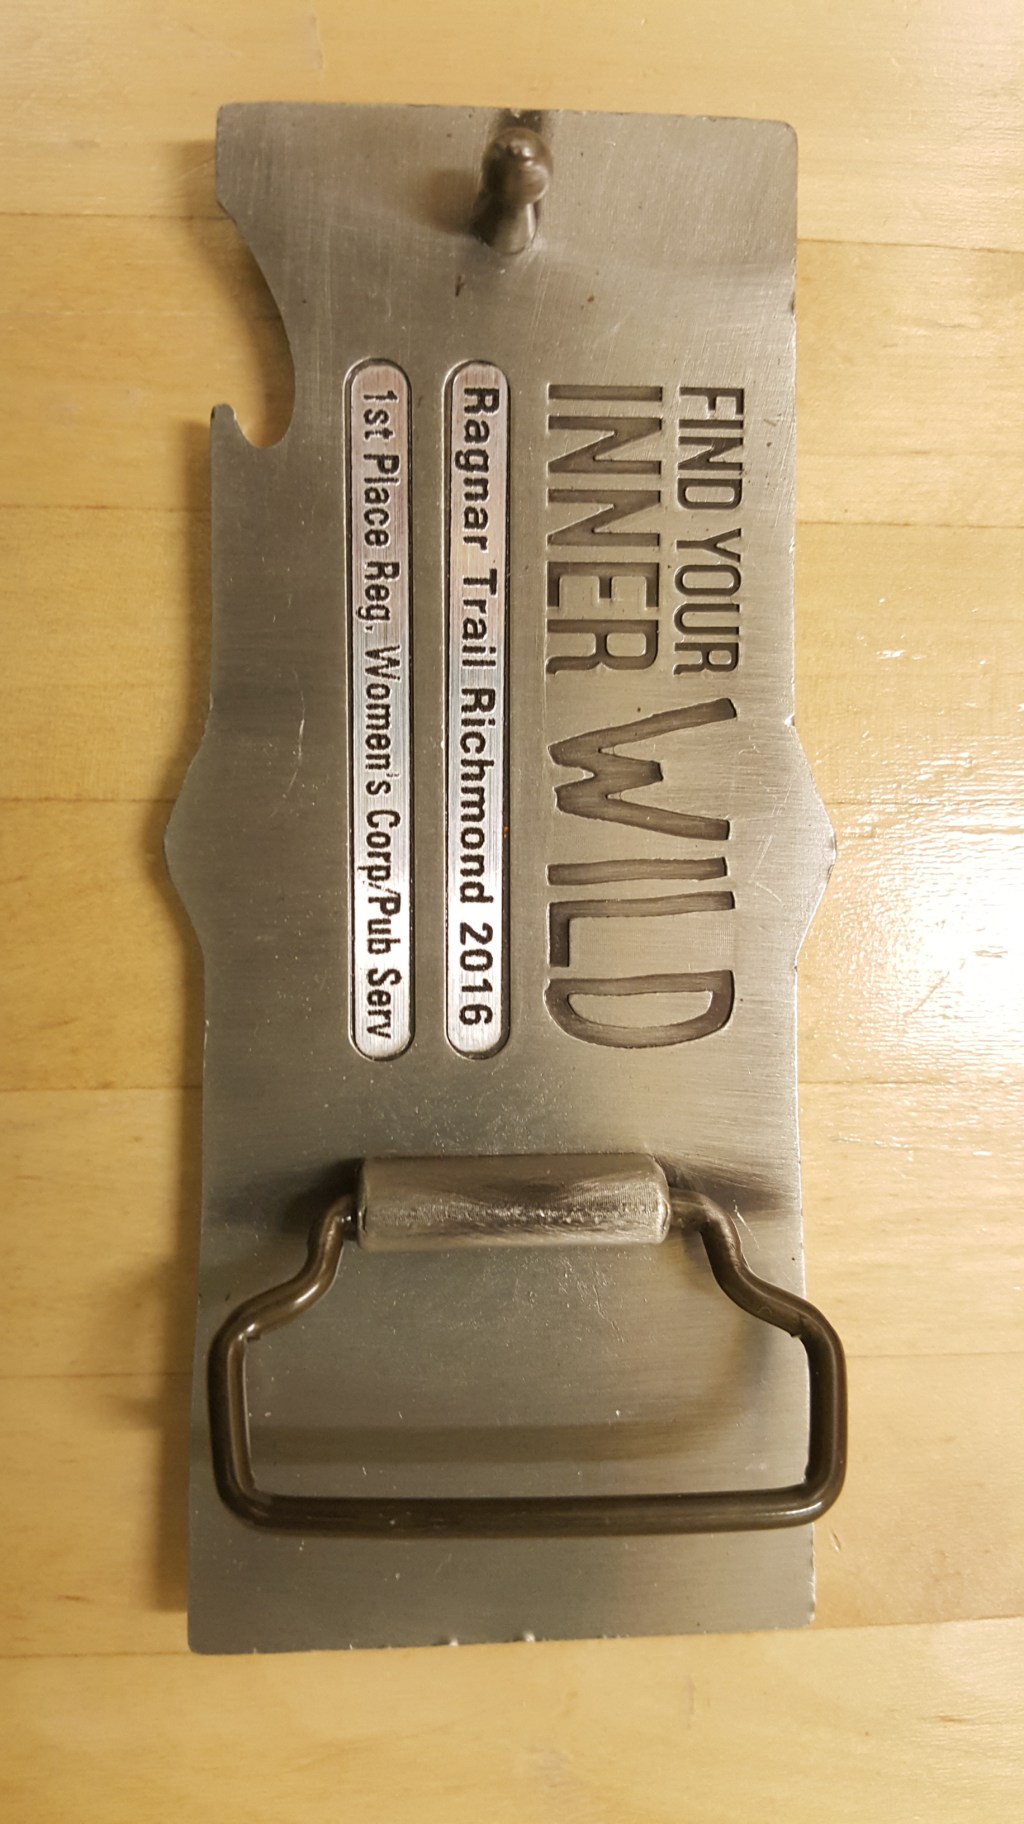 FIND YOUR
INNER WILD
Ragnar Trail Richmond 2016
1st Place Reg. Women's Corp/Pub Serv